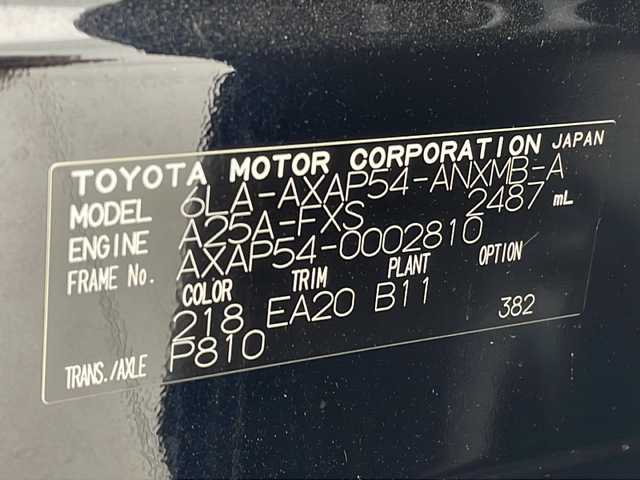 TOYOTA MOTOR CORPORATION JAPAN
MODEL 6LA-AXAP54-ANXMB-A
ENGINE A25A-FXS 2487 mL
FRAME No. AXAP54-0002810
COLOR TRIM PLANT OPTION
218 EA20 B11 382
TRANS./AXLE P810